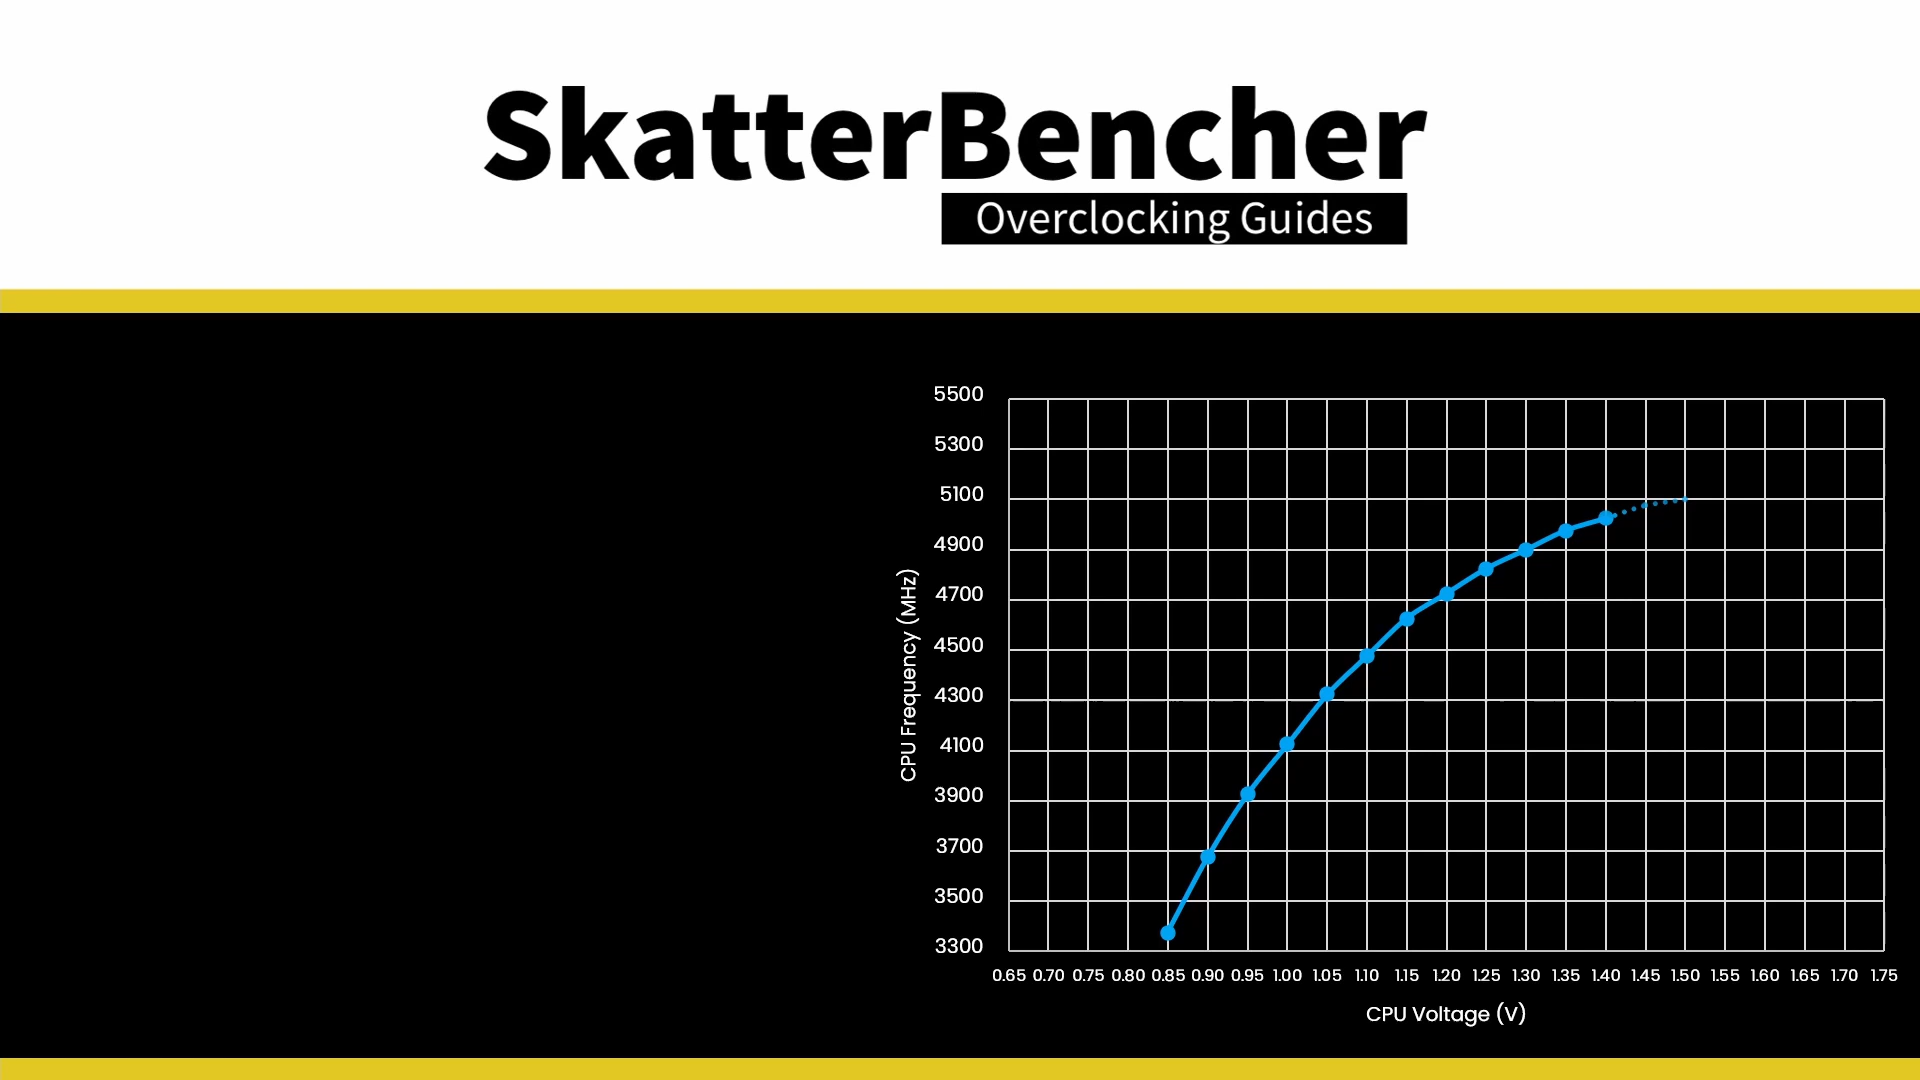 SkatterBencher
Overclocking Guides
5500
5300
5100
4900
4700
4500
4300
4100
3900
3700
3500
3300
CPU Frequency (MHz)
0.65 0.70 0.75 0.80 0.85 0.90 0.95 1.00 1.05 1.10 1.15 1.20 1.25 1.30 1.35 1.40 1.45 1.50 1.55 1.60 1.65 1.70 1.75
CPU Voltage (V)